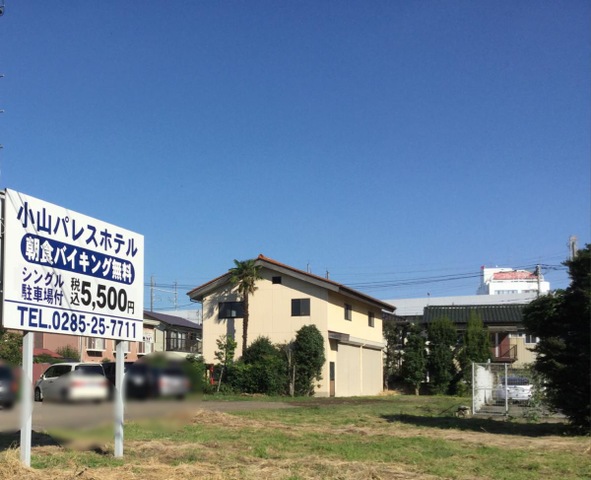 小山パレスホテル
朝食バイキング無料
シングル 税込 5,500円
駐車場付
TEL.0285-25-7711